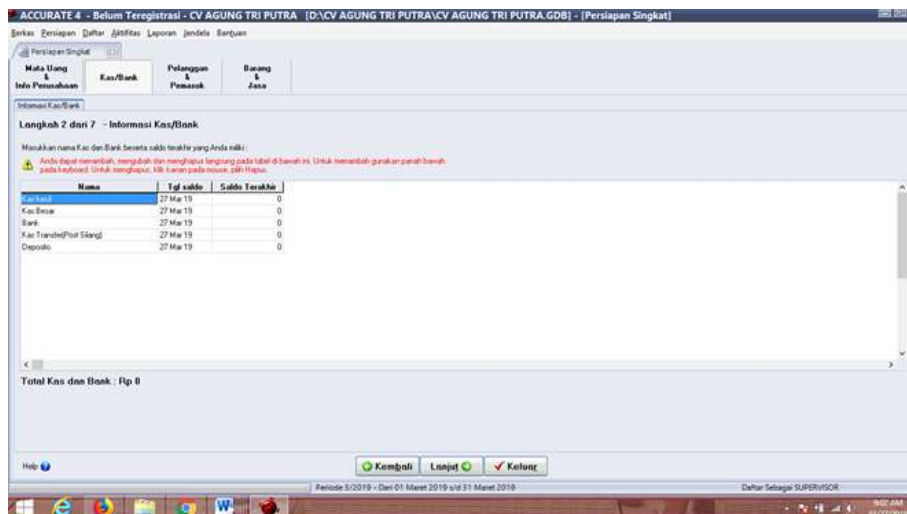 ACCURATE 4 - Belum Teregistrasi - CV AGUNG TRI PUTRA [D:\CV AGUNG TRI PUTRA\CV AGUNG TRI PUTRA.GDB] - [Persiapan Singkat]
Berkas Persiapan Daftar Aktifitas Laporan Jendela Bantuan
Persiapan Singkat
Mata Uang & Info Perusahaan
Kas/Bank
Pelanggan & Pemasok
Barang & Jasa
Informasi Kas/Bank
Langkah 2 dari 7 - Informasi Kas/Bank
Masukkan nama Kas dan Bank beserta saldo terakhir yang Anda miliki :
Anda dapat menambah, mengubah dan menghapus langsung pada tabel di bawah ini. Untuk menambah gunakan panah bawah
pada keyboard. Untuk menghapus, klik kanan pada mouse, pilih Hapus.
Nama Tgl saldo Saldo Terakhir
Kas kecil 27 Mar 19 0
Kas Besar 27 Mar 19 0
Bank 27 Mar 19 0
Kas Transfer(Post Silang) 27 Mar 19 0
Deposito 27 Mar 19 0
Total Kas dan Bank : Rp 0
Help
Kembali Lanjut Keluar
Periode 3/2019 - Dari 01 Maret 2019 s/d 31 Maret 2019 Daftar Sebagai SUPERVISOR
9:02 AM